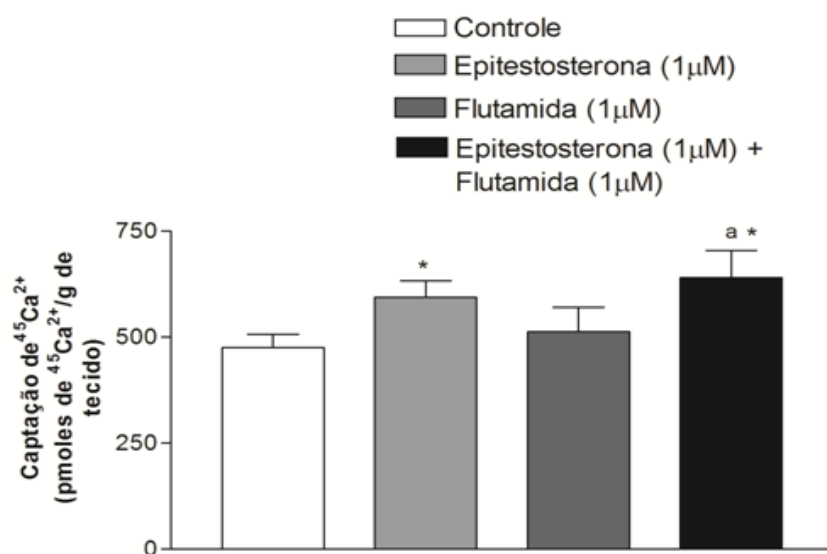 Controle
Epitestosterona (1μM)
Flutamida (1μM)
Epitestosterona (1μM) +
Flutamida (1μM)
Captação de ⁴⁵Ca²⁺
(pmoles de ⁴⁵Ca²⁺/g de
tecido)
750
500
250
0
*
a *